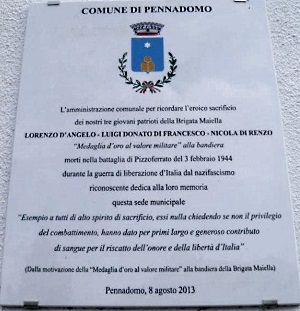 COMUNE DI PENNADOMO
L'amministrazione comunale per ricordare l'eroico sacrificio
dei nostri tre giovani patrioti della Brigata Maiella
LORENZO D'ANGELO - LUIGI DONATO DI FRANCESCO - NICOLA DI RENZO
"Medaglia d'oro al valore militare" alla bandiera
morti nella battaglia di Pizzoferrato del 3 febbraio 1944
durante la guerra di liberazione d'Italia dal nazifascismo
riconoscente dedica alla loro memoria
questa sede municipale
"Esempio a tutti di alto spirito di sacrificio, essi nulla chiedendo se non il privilegio
del combattimento, hanno dato per primi largo e generoso contributo
di sangue per il riscatto dell'onore e della libertà d'Italia"
(Dalla motivazione della "Medaglia d'oro al valore militare" alla bandiera della Brigata Maiella)
Pennadomo, 8 agosto 2013